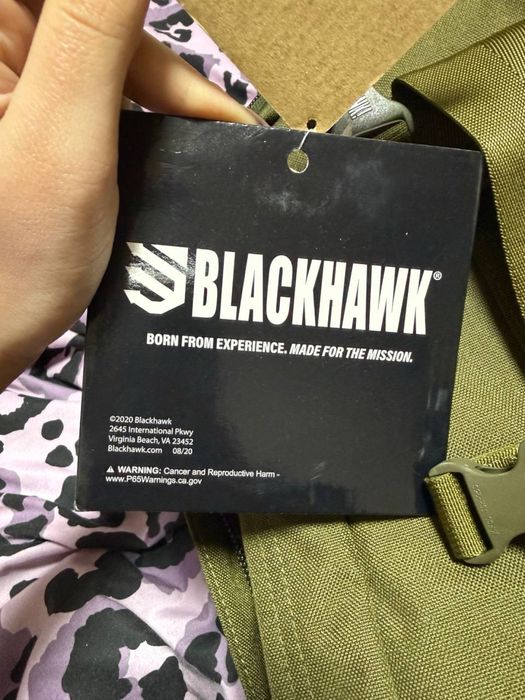 BLACKHAWK®
BORN FROM EXPERIENCE. MADE FOR THE MISSION.
©2020 Blackhawk
2645 International Pkwy
Virginia Beach, VA 23452
Blackhawk.com 08/20
⚠ WARNING: Cancer and Reproductive Harm -
www.P65Warnings.ca.gov